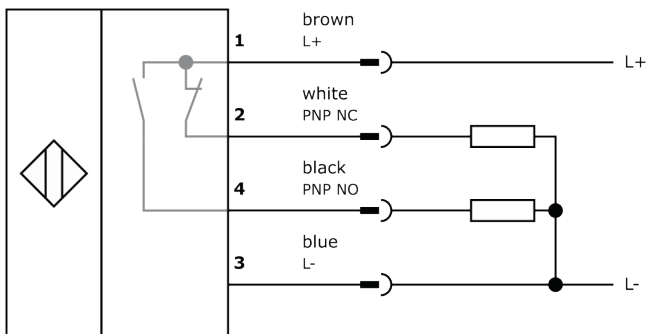 brown
1 L+ L+
white
2 PNP NC
black
4 PNP NO
blue
3 L- L-